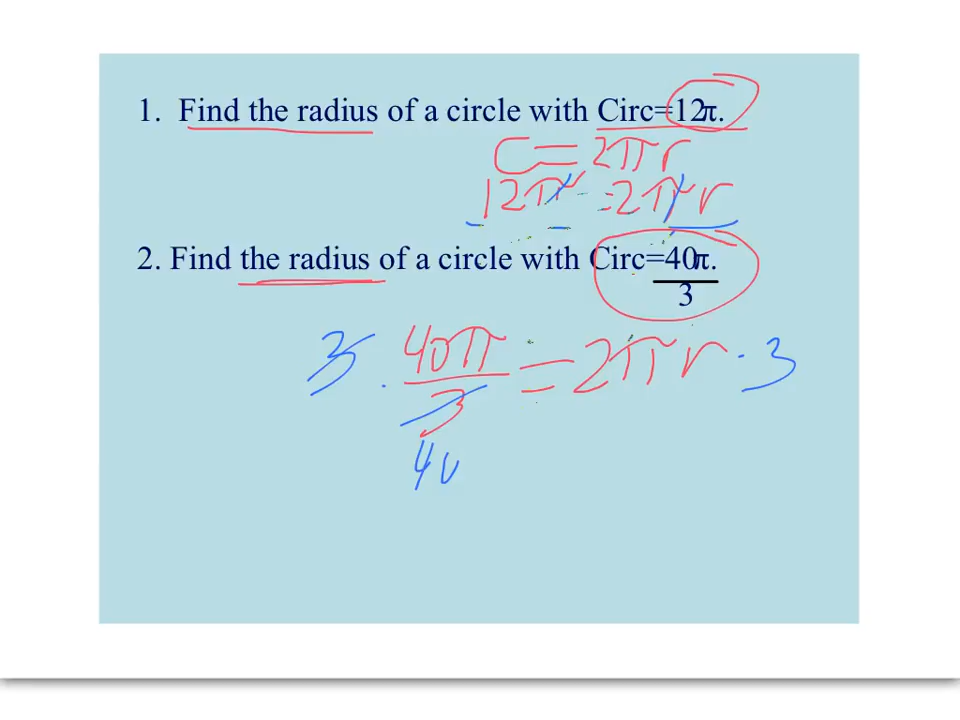 1. Find the radius of a circle with Circ=12π.
C=2πr
12π=2πr
2. Find the radius of a circle with Circ=40π.
3
3·40π/3=2πr·3
40